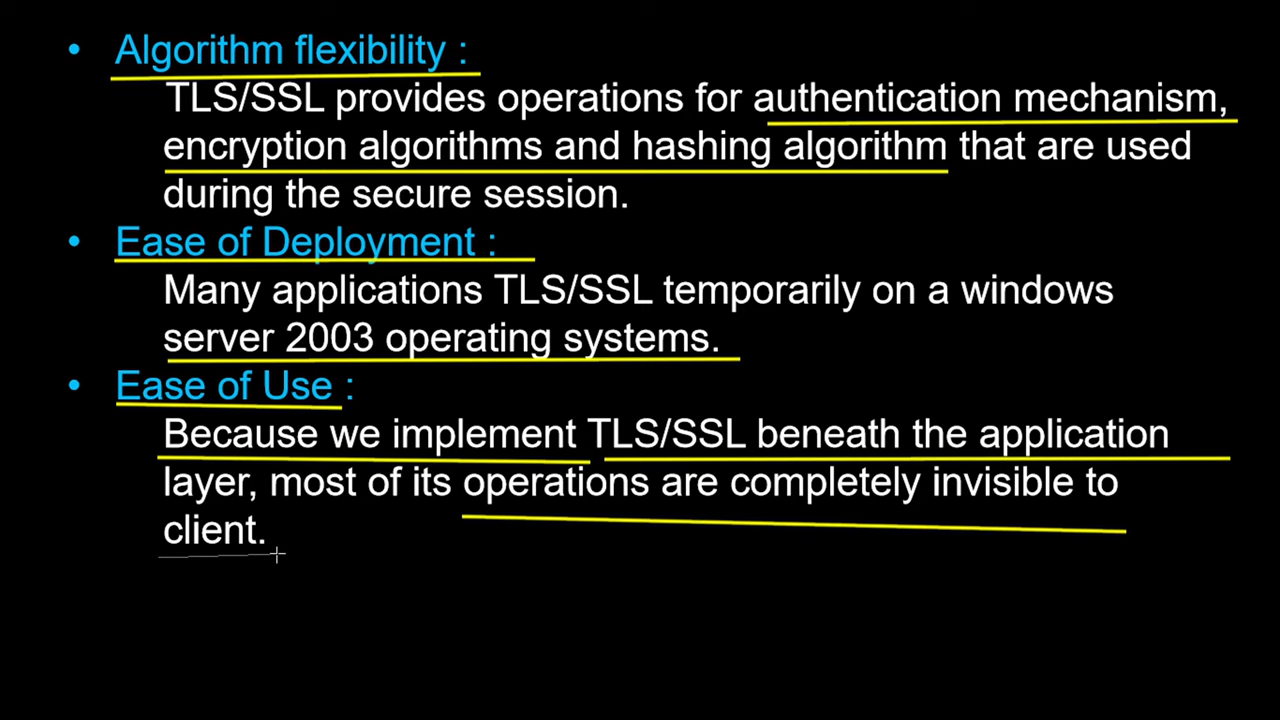 • Algorithm flexibility :
TLS/SSL provides operations for authentication mechanism,
encryption algorithms and hashing algorithm that are used
during the secure session.
• Ease of Deployment :
Many applications TLS/SSL temporarily on a windows
server 2003 operating systems.
• Ease of Use :
Because we implement TLS/SSL beneath the application
layer, most of its operations are completely invisible to
client.